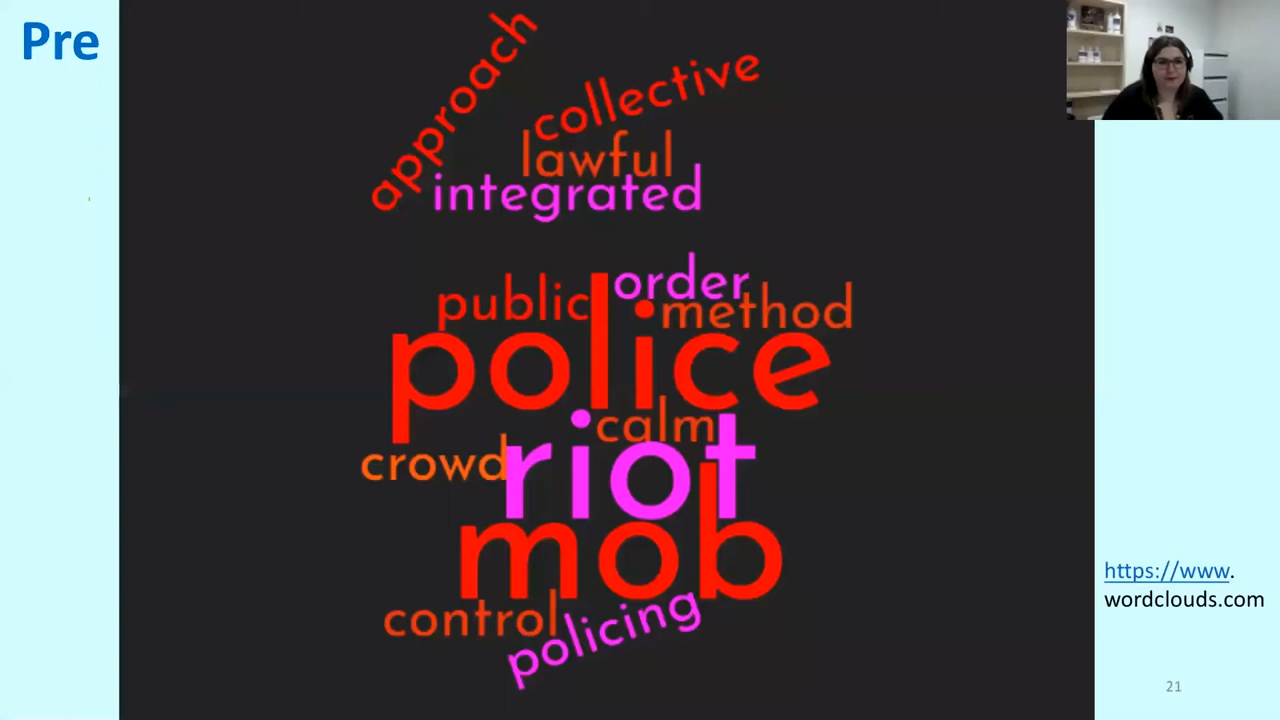 Pre
approach
collective
lawful
integrated
order
public
method
police
calm
crowd
riot
mob
control
policing
https://www.
wordclouds.com
21